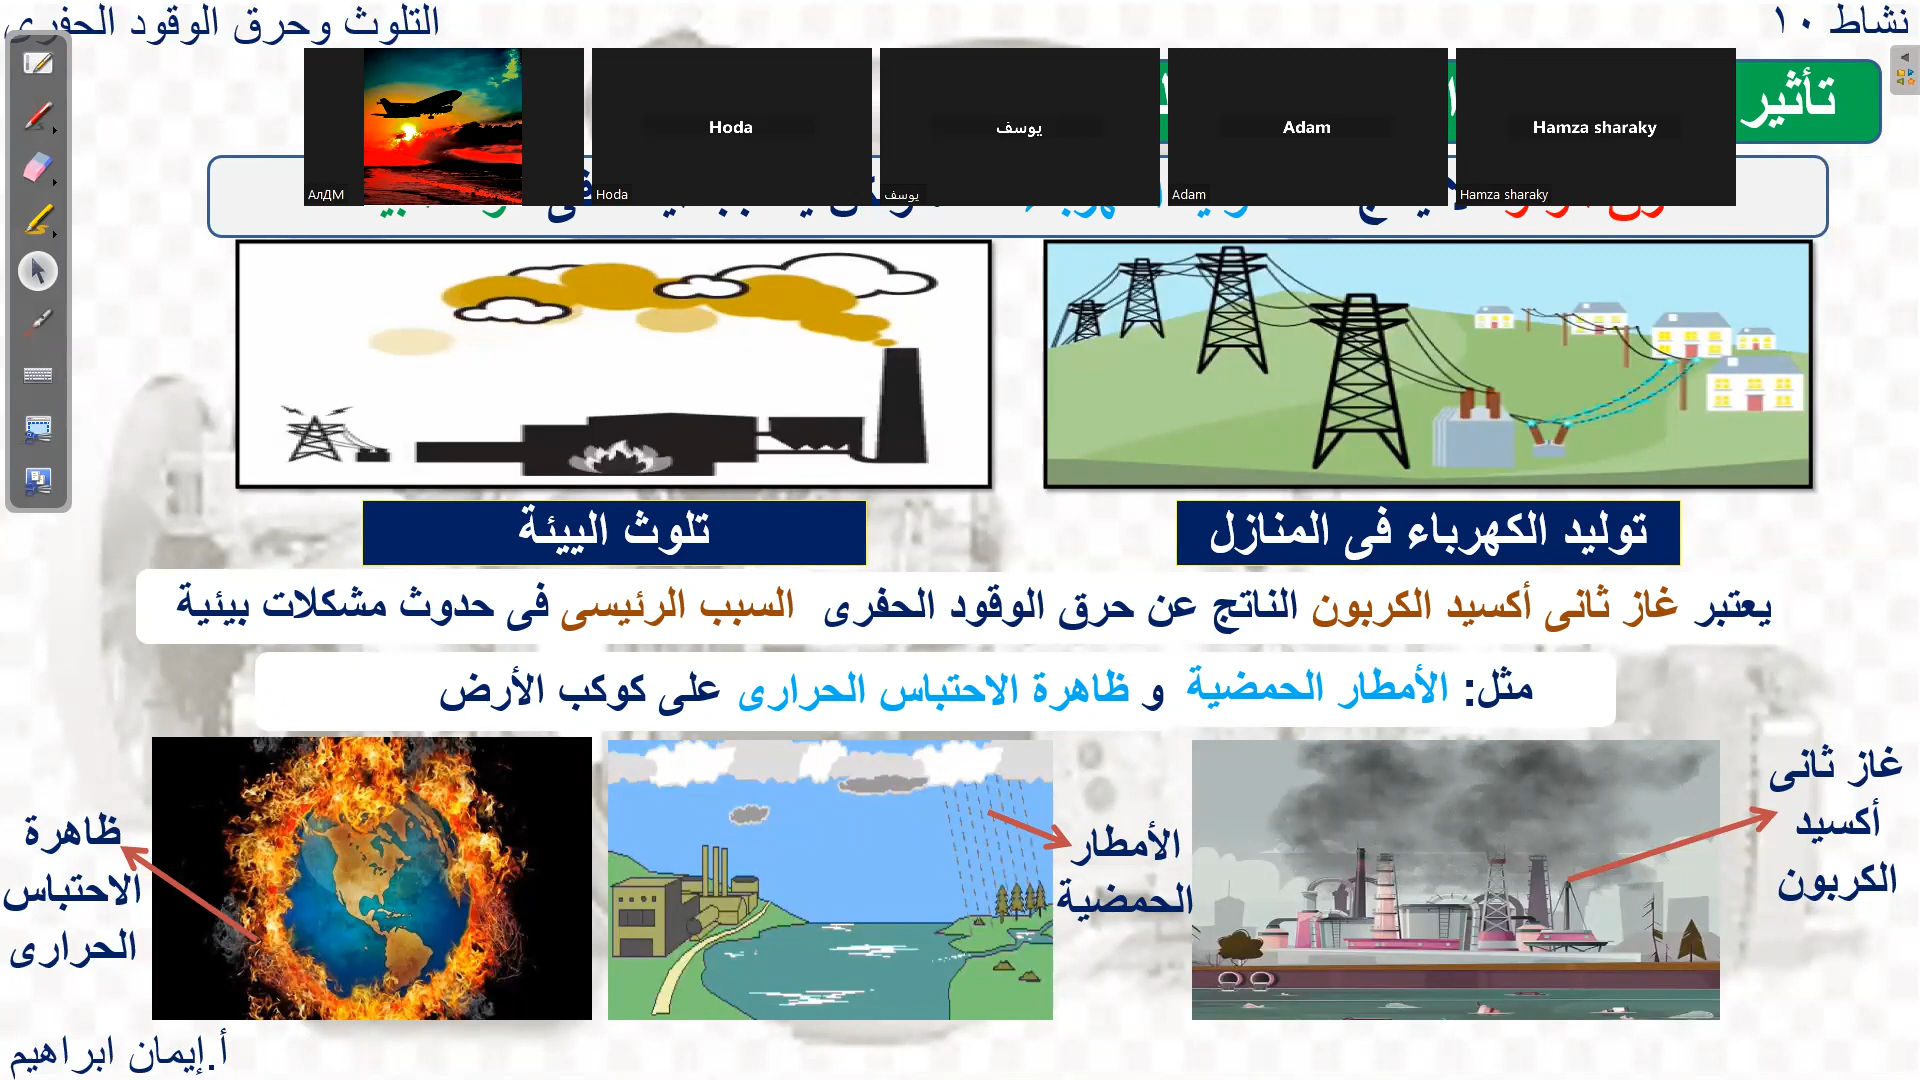 نشاط ١٠
التلوث وحرق الوقود الحفرى
تأثير
АлДМ
Hoda
Hoda
يوسف
يوسف
Adam
Adam
Hamza sharaky
Hamza sharaky
توليد الكهرباء فى المنازل
تلوث الييئة
يعتبر غاز ثانى أكسيد الكربون الناتج عن حرق الوقود الحفرى السبب الرئيسى فى حدوث مشكلات بيئية
مثل: الأمطار الحمضية و ظاهرة الاحتباس الحرارى على كوكب الأرض
غاز ثانى
أكسيد
الكربون
الأمطار
الحمضية
ظاهرة
الاحتباس
الحرارى
أ.إيمان ابراهيم